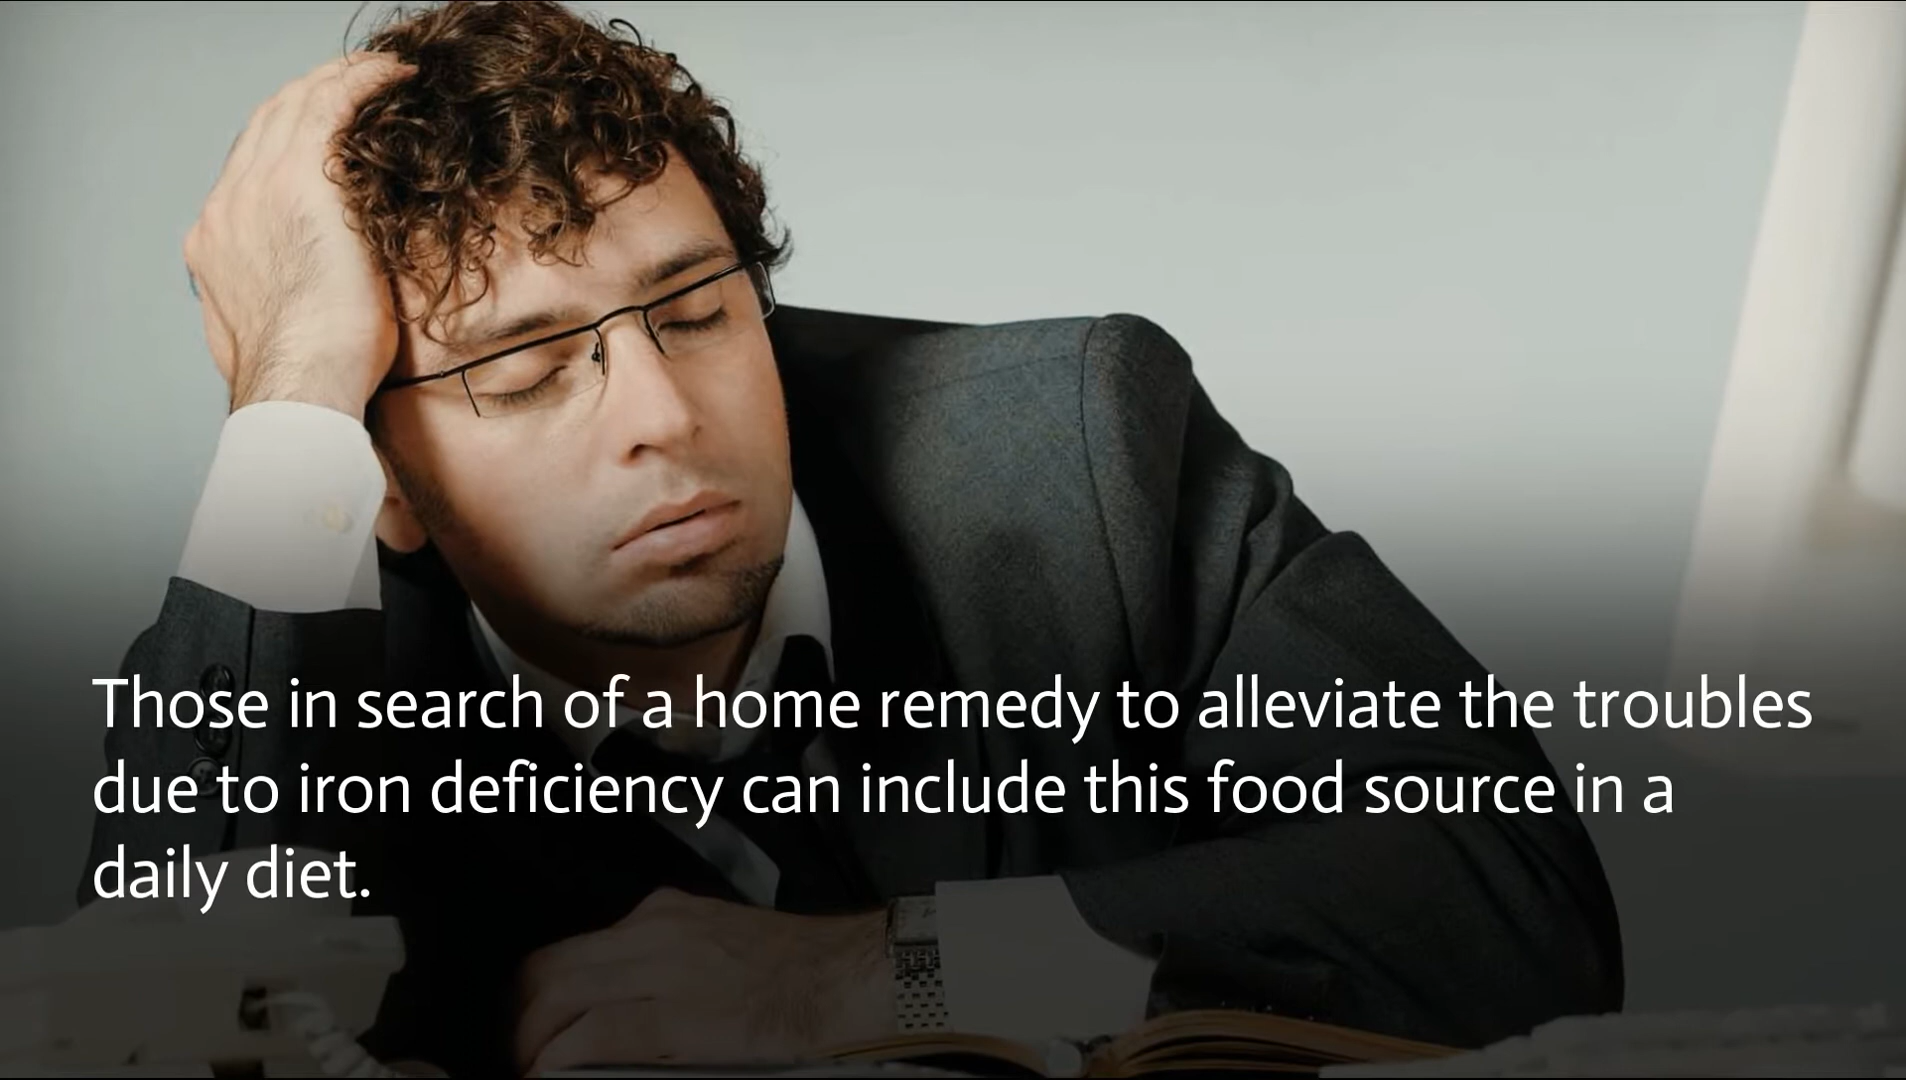 Those in search of a home remedy to alleviate the troubles
due to iron deficiency can include this food source in a
daily diet.